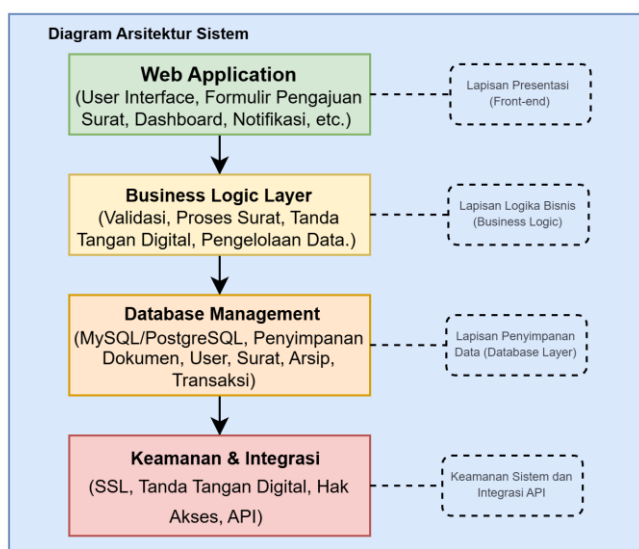 Diagram Arsitektur Sistem
Web Application
(User Interface, Formulir Pengajuan
Surat, Dashboard, Notifikasi, etc.)
Lapisan Presentasi
(Front-end)
Business Logic Layer
(Validasi, Proses Surat, Tanda
Tangan Digital, Pengelolaan Data.)
Lapisan Logika Bisnis
(Business Logic)
Database Management
(MySQL/PostgreSQL, Penyimpanan
Dokumen, User, Surat, Arsip,
Transaksi)
Lapisan Penyimpanan
Data (Database Layer)
Keamanan & Integrasi
(SSL, Tanda Tangan Digital, Hak
Akses, API)
Keamanan Sistem dan
Integrasi API